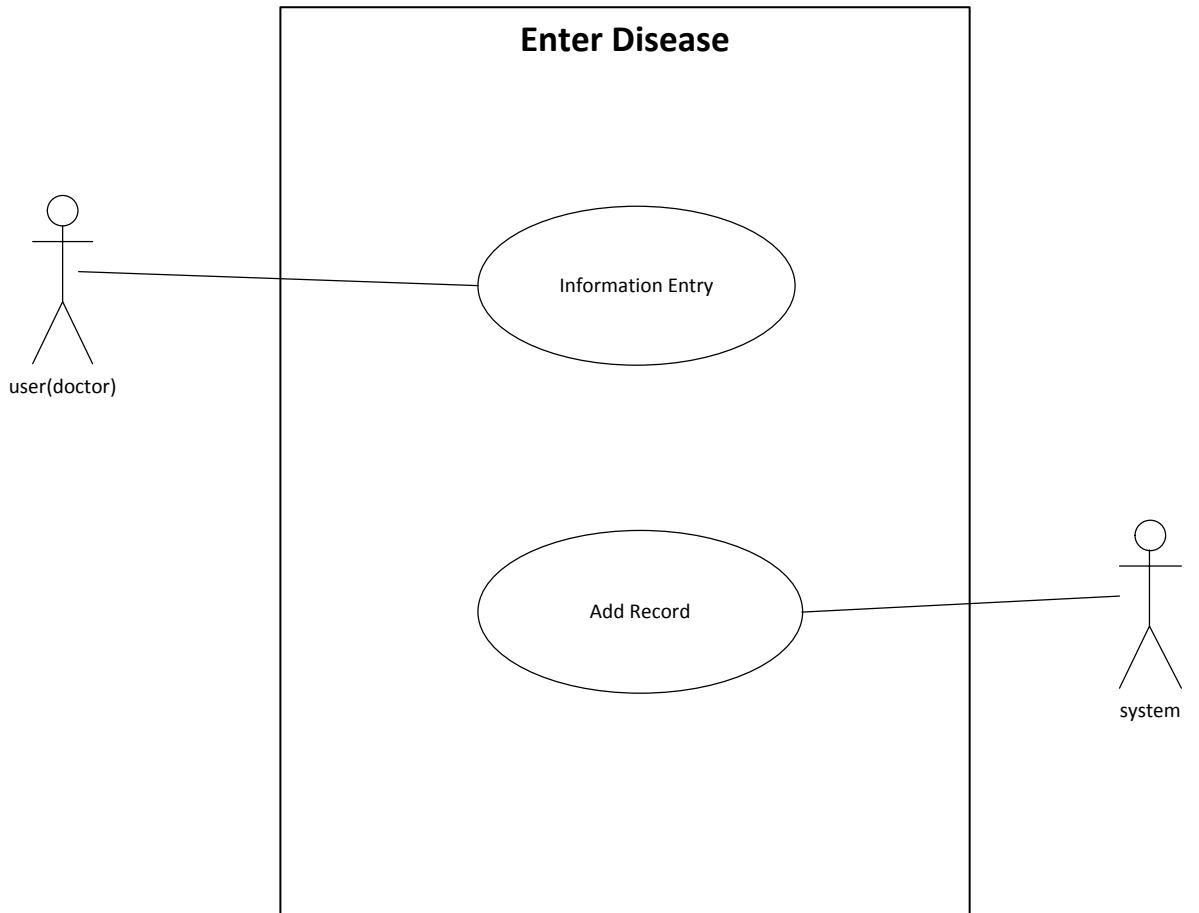 Enter Disease
Information Entry
user(doctor)
Add Record
system